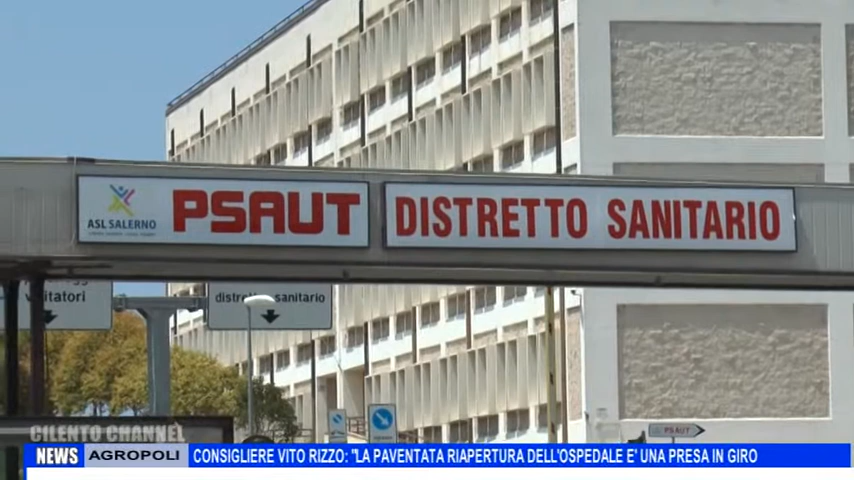 PSAUT
DISTRETTO SANITARIO
ASL SALERNO
visitatori
distretto sanitario
PSAUT
CILENTO CHANNEL
NEWS AGROPOLI CONSIGLIERE VITO RIZZO: "LA PAVENTATA RIAPERTURA DELL'OSPEDALE E' UNA PRESA IN GIRO